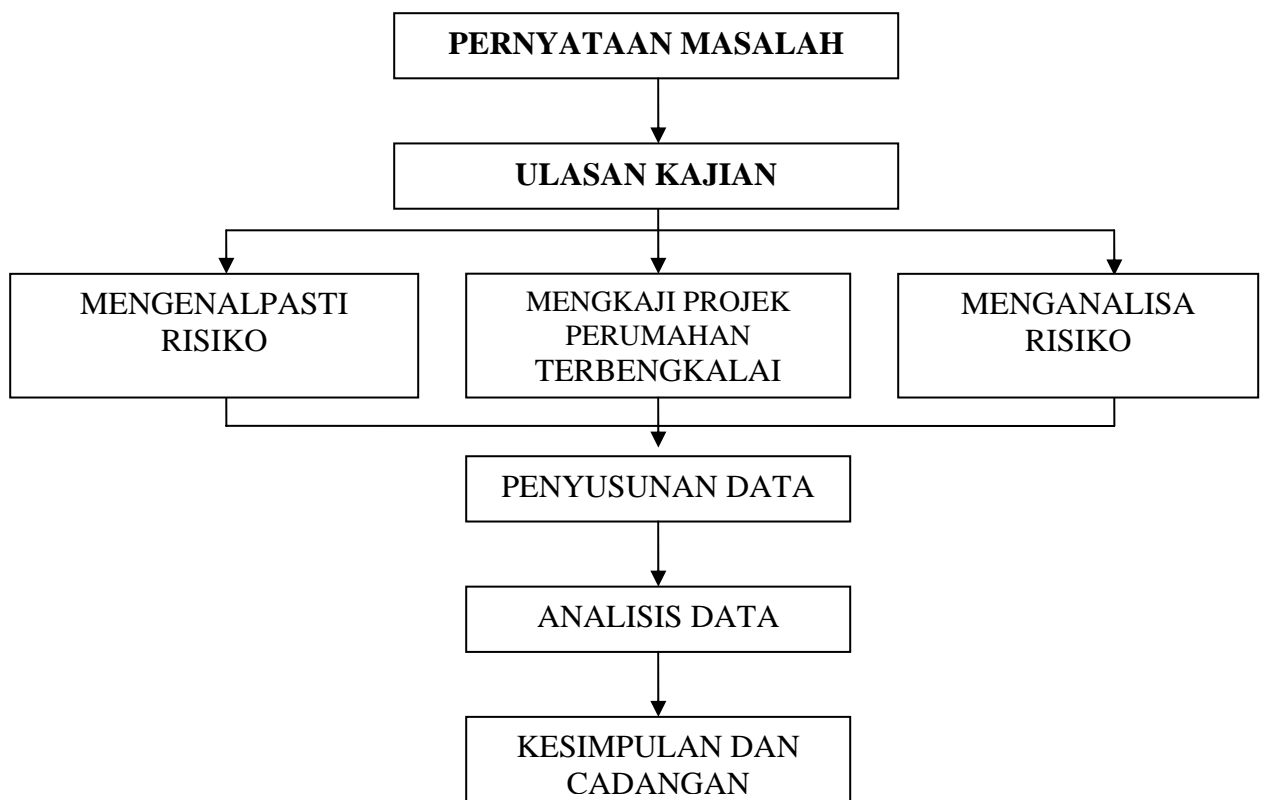 PERNYATAAN MASALAH
ULASAN KAJIAN
MENGENALPASTI
RISIKO
MENGKAJI PROJEK
PERUMAHAN
TERBENGKALAI
MENGANALISA
RISIKO
PENYUSUNAN DATA
ANALISIS DATA
KESIMPULAN DAN
CADANGAN